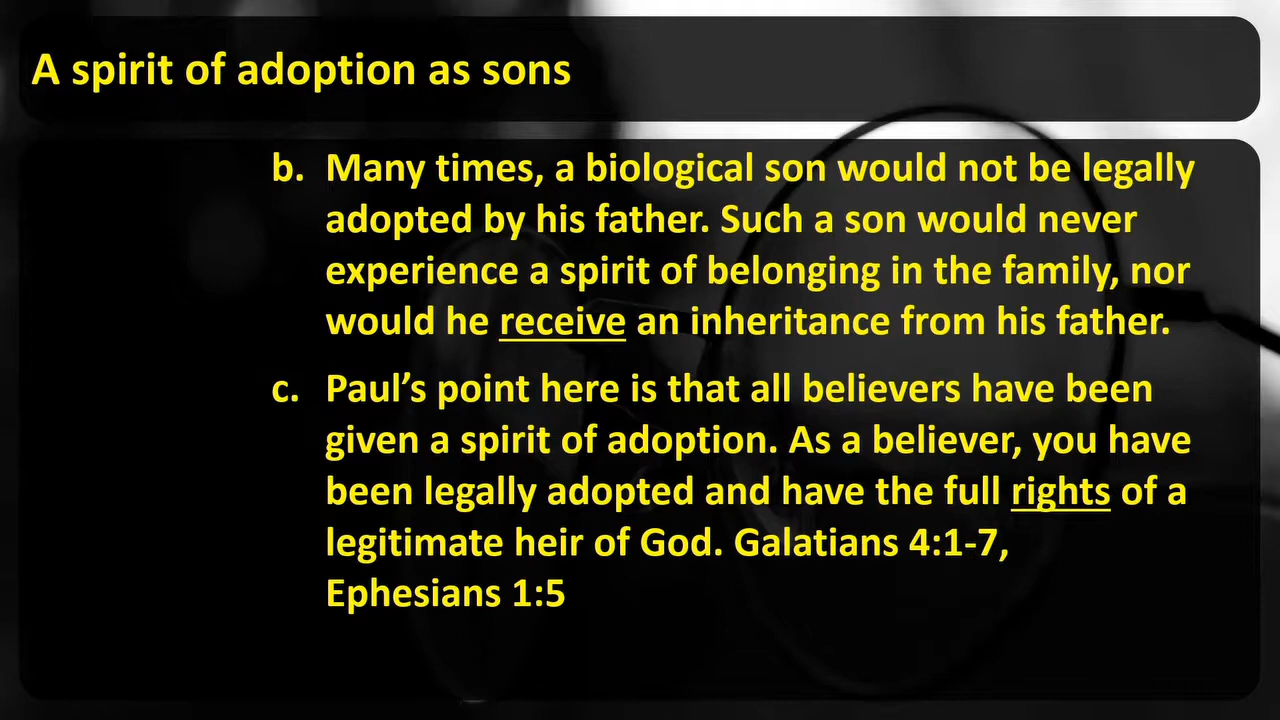 A spirit of adoption as sons
b. Many times, a biological son would not be legally
adopted by his father. Such a son would never
experience a spirit of belonging in the family, nor
would he receive an inheritance from his father.
c. Paul’s point here is that all believers have been
given a spirit of adoption. As a believer, you have
been legally adopted and have the full rights of a
legitimate heir of God. Galatians 4:1-7,
Ephesians 1:5